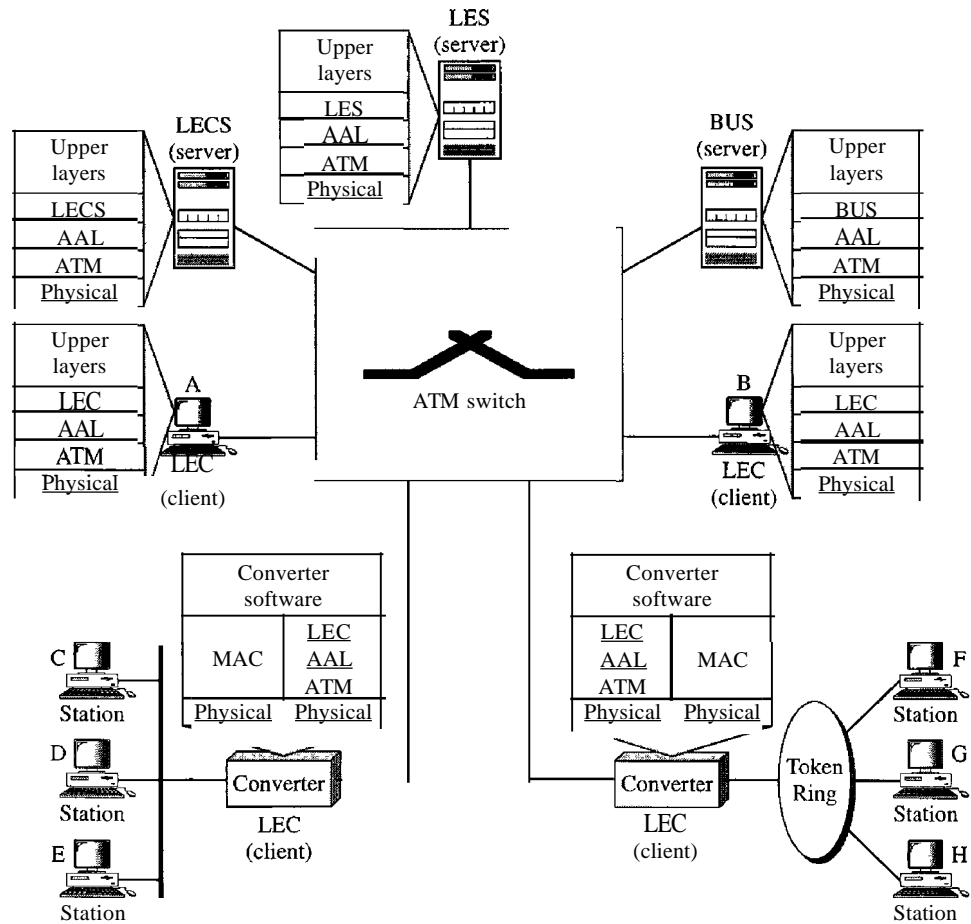 LES
(server)
Upper
layers
LES
AAL
ATM
Physical
LECS
(server)
Upper
layers
LECS
AAL
ATM
Physical
BUS
(server)
Upper
layers
BUS
AAL
ATM
Physical
Upper
layers
LEC
AAL
ATM
Physical
A
LEC
(client)
ATM switch
B
LEC
(client)
Upper
layers
LEC
AAL
ATM
Physical
Converter
software
MAC
LEC
AAL
ATM
Physical
Physical
Converter
software
LEC
AAL
ATM
MAC
Physical
Physical
C
Station
D
Station
E
Station
Converter
LEC
(client)
Converter
LEC
(client)
Token
Ring
F
Station
G
Station
H
Station